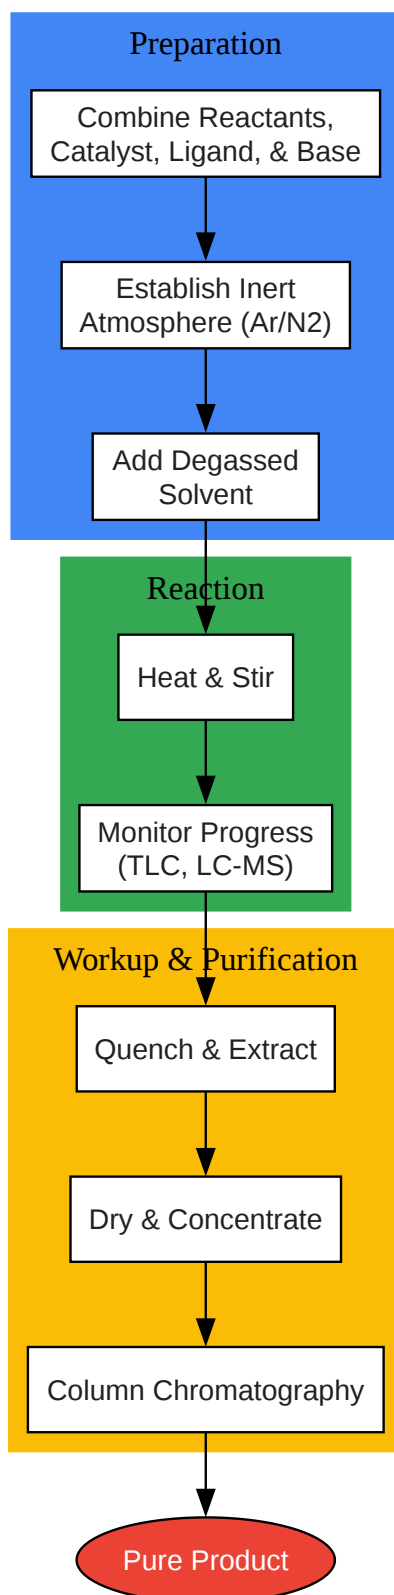 Preparation
Combine Reactants,
Catalyst, Ligand, & Base
Establish Inert
Atmosphere (Ar/N2)
Add Degassed
Solvent
Reaction
Heat & Stir
Monitor Progress
(TLC, LC-MS)
Workup & Purification
Quench & Extract
Dry & Concentrate
Column Chromatography
Pure Product